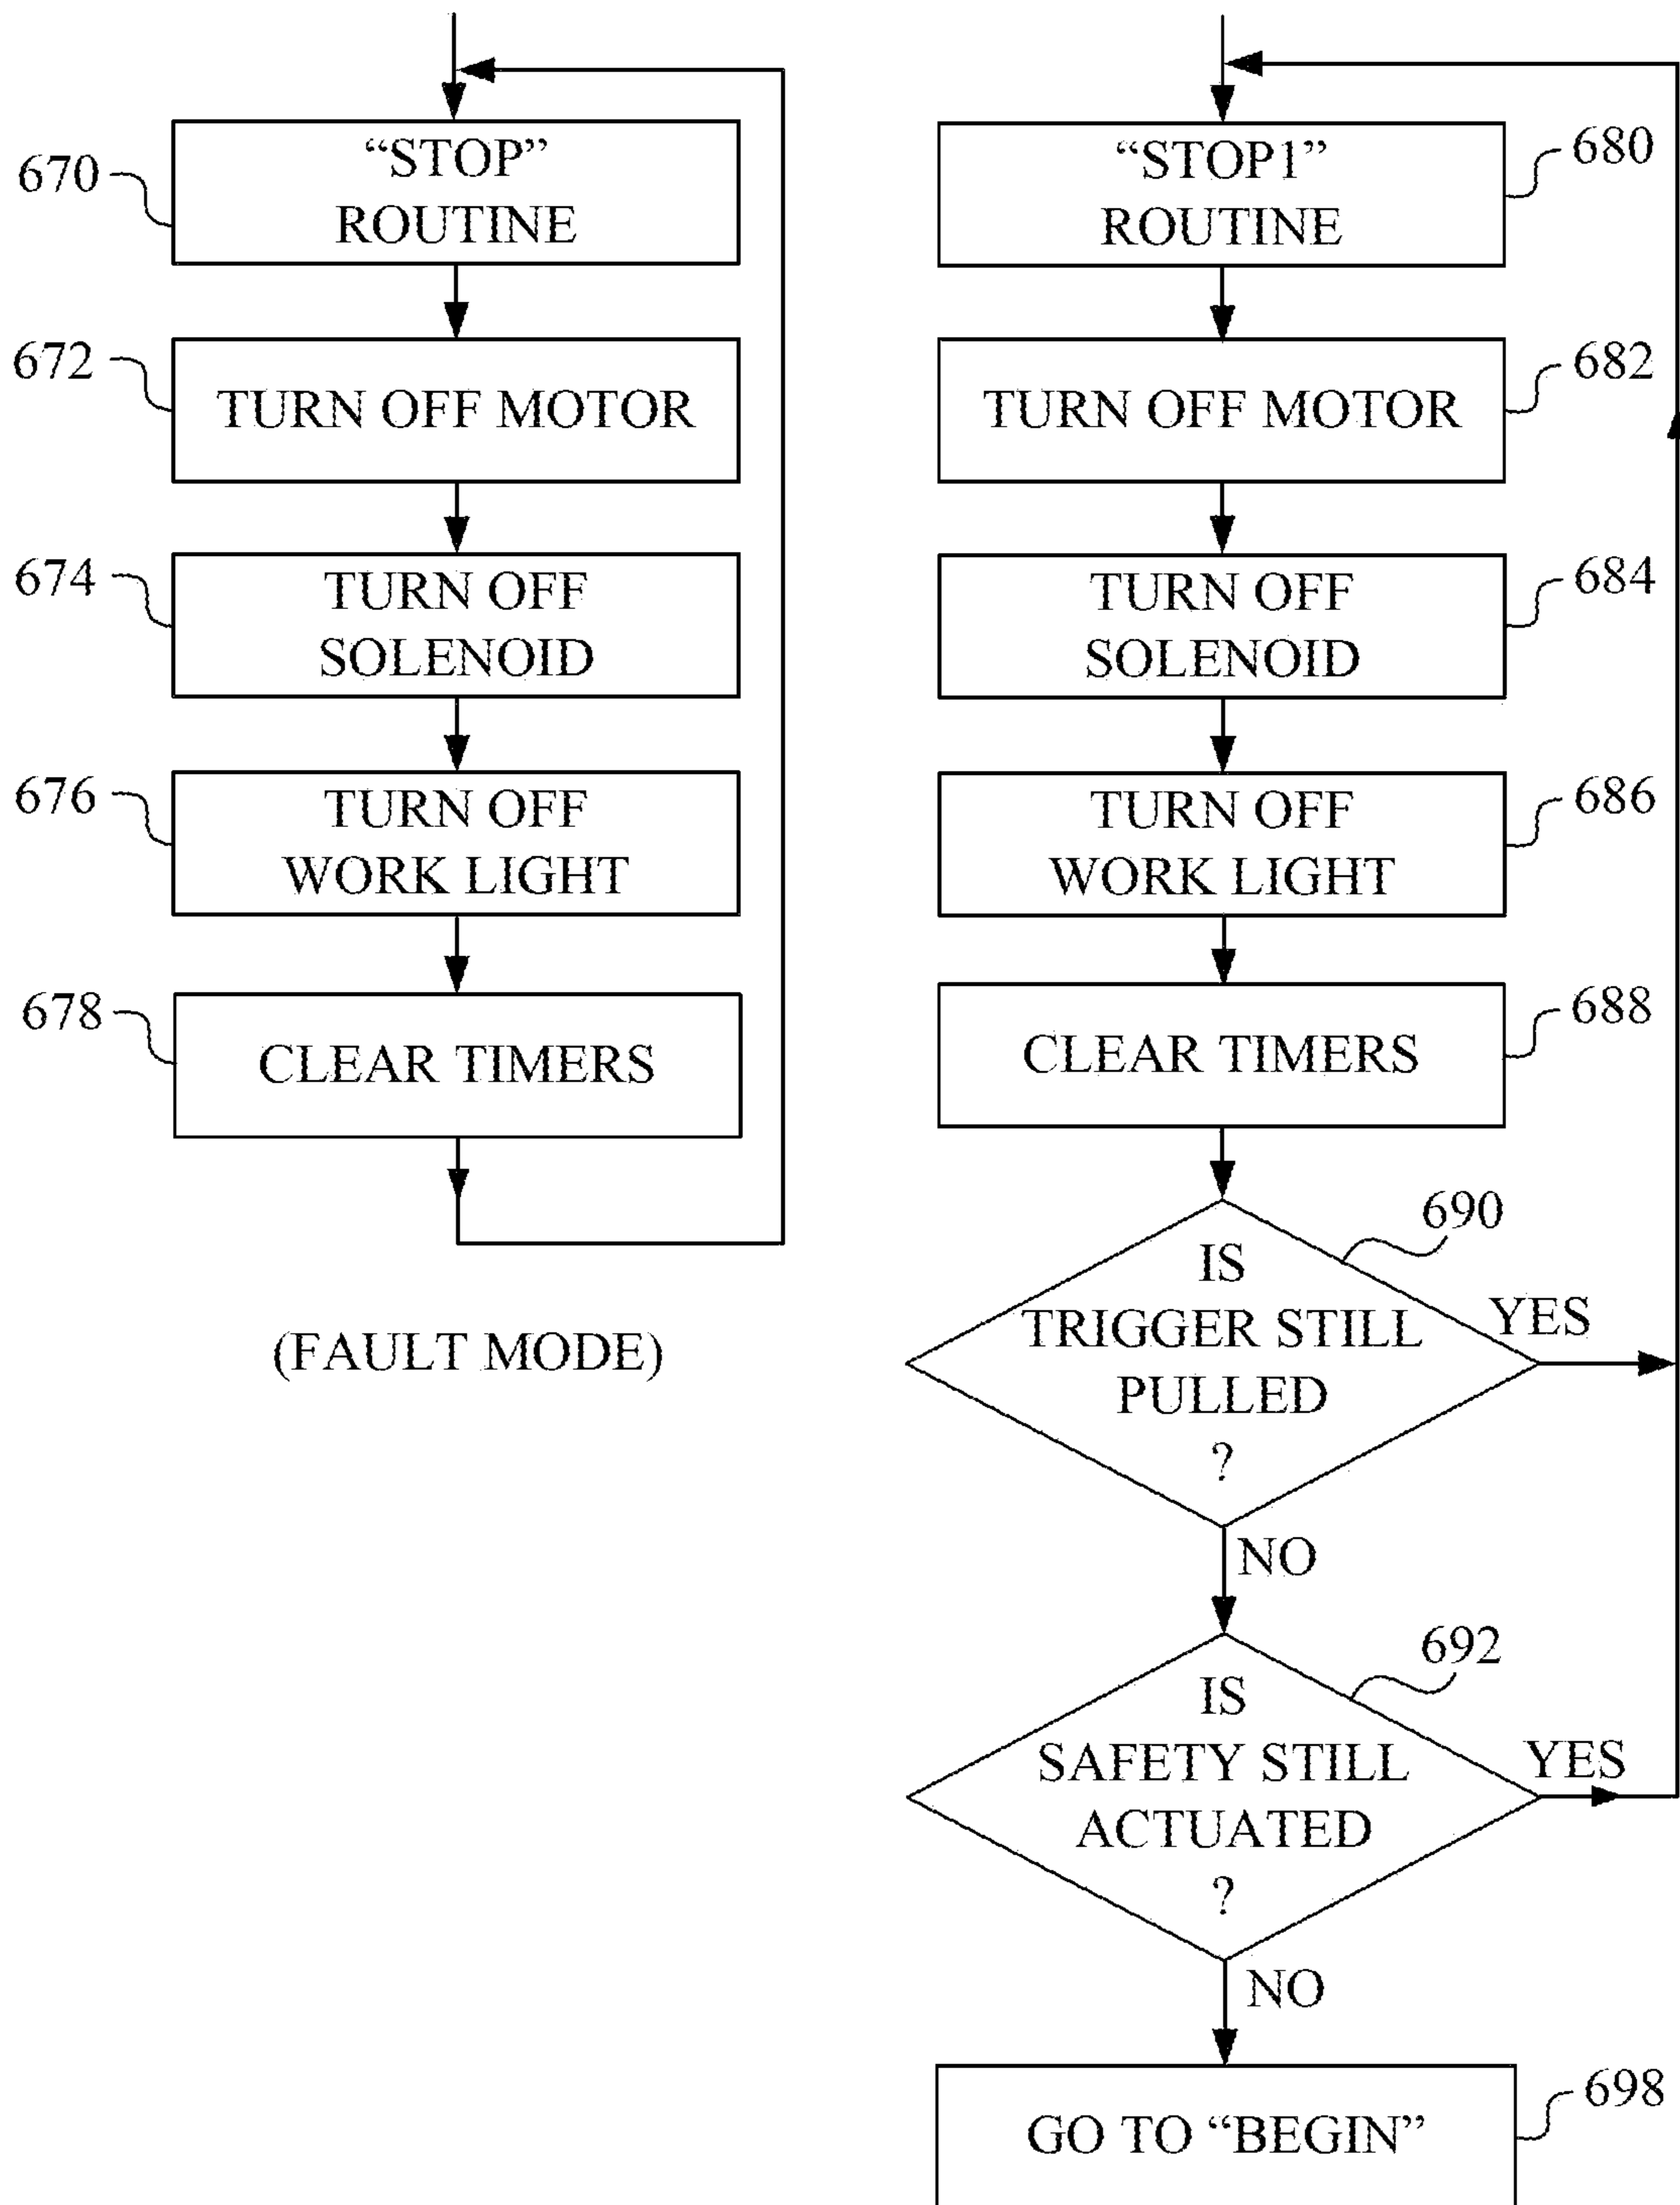 670
“STOP”
ROUTINE
672
TURN OFF MOTOR
674
TURN OFF
SOLENOID
676
TURN OFF
WORK LIGHT
678
CLEAR TIMERS
(FAULT MODE)
“STOP1”
ROUTINE
680
TURN OFF MOTOR
682
TURN OFF
SOLENOID
684
TURN OFF
WORK LIGHT
686
CLEAR TIMERS
688
690
IS
TRIGGER STILL
PULLED
?
YES
NO
692
IS
SAFETY STILL
ACTUATED
?
YES
NO
GO TO “BEGIN”
698